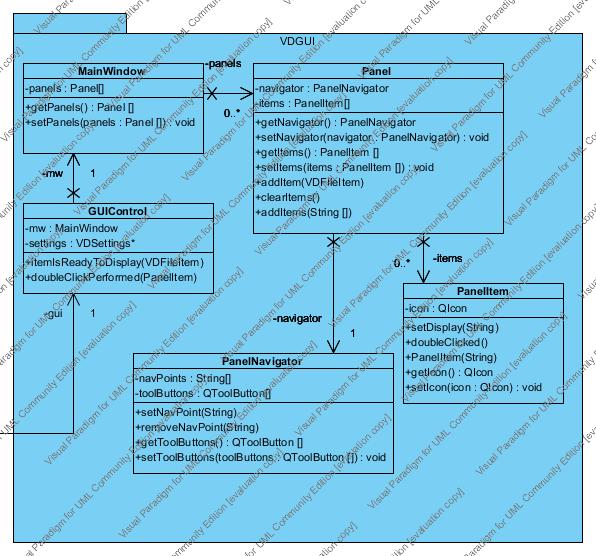 VDGUI
MainWindow
-panels : Panel[]
+getPanels() : Panel []
+setPanels(panels : Panel []) : void
-panels
0..*
Panel
-navigator : PanelNavigator
-items : PanelItem[]
+getNavigator() : PanelNavigator
+setNavigator(navigator : PanelNavigator) : void
+getItems() : PanelItem []
+setItems(items : PanelItem []) : void
+addItem(VDFileItem)
+clearItems()
+addItems(String [])
-mw
1
GUIControl
-mw : MainWindow
-settings : VDSettings*
+itemIsReadyToDisplay(VDFileItem)
+doubleClickPerformed(PanelItem)
-gui
1
0..*
-items
PanelItem
-icon : QIcon
+setDisplay(String)
+doubleClicked()
+PanelItem(String)
+getIcon() : QIcon
+setIcon(icon : QIcon) : void
-navigator
1
PanelNavigator
-navPoints : String[]
-toolButtons : QToolButton[]
+setNavPoint(String)
+removeNavPoint(String)
+getToolButtons() : QToolButton []
+setToolButtons(toolButtons : QToolButton []) : void
Visual Paradigm for UML Community Edition [evaluation copy]